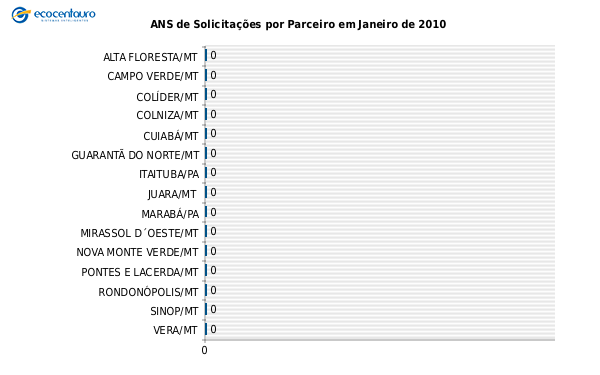 ecocentauro
ANS de Solicitações por Parceiro em Janeiro de 2010
ALTA FLORESTA/MT 0
CAMPO VERDE/MT 0
COLÍDER/MT 0
COLNIZA/MT 0
CUIABÁ/MT 0
GUARANTÃ DO NORTE/MT 0
ITAITUBA/PA 0
JUARA/MT 0
MARABÁ/PA 0
MIRASSOL D´OESTE/MT 0
NOVA MONTE VERDE/MT 0
PONTES E LACERDA/MT 0
RONDONÓPOLIS/MT 0
SINOP/MT 0
VERA/MT 0
0